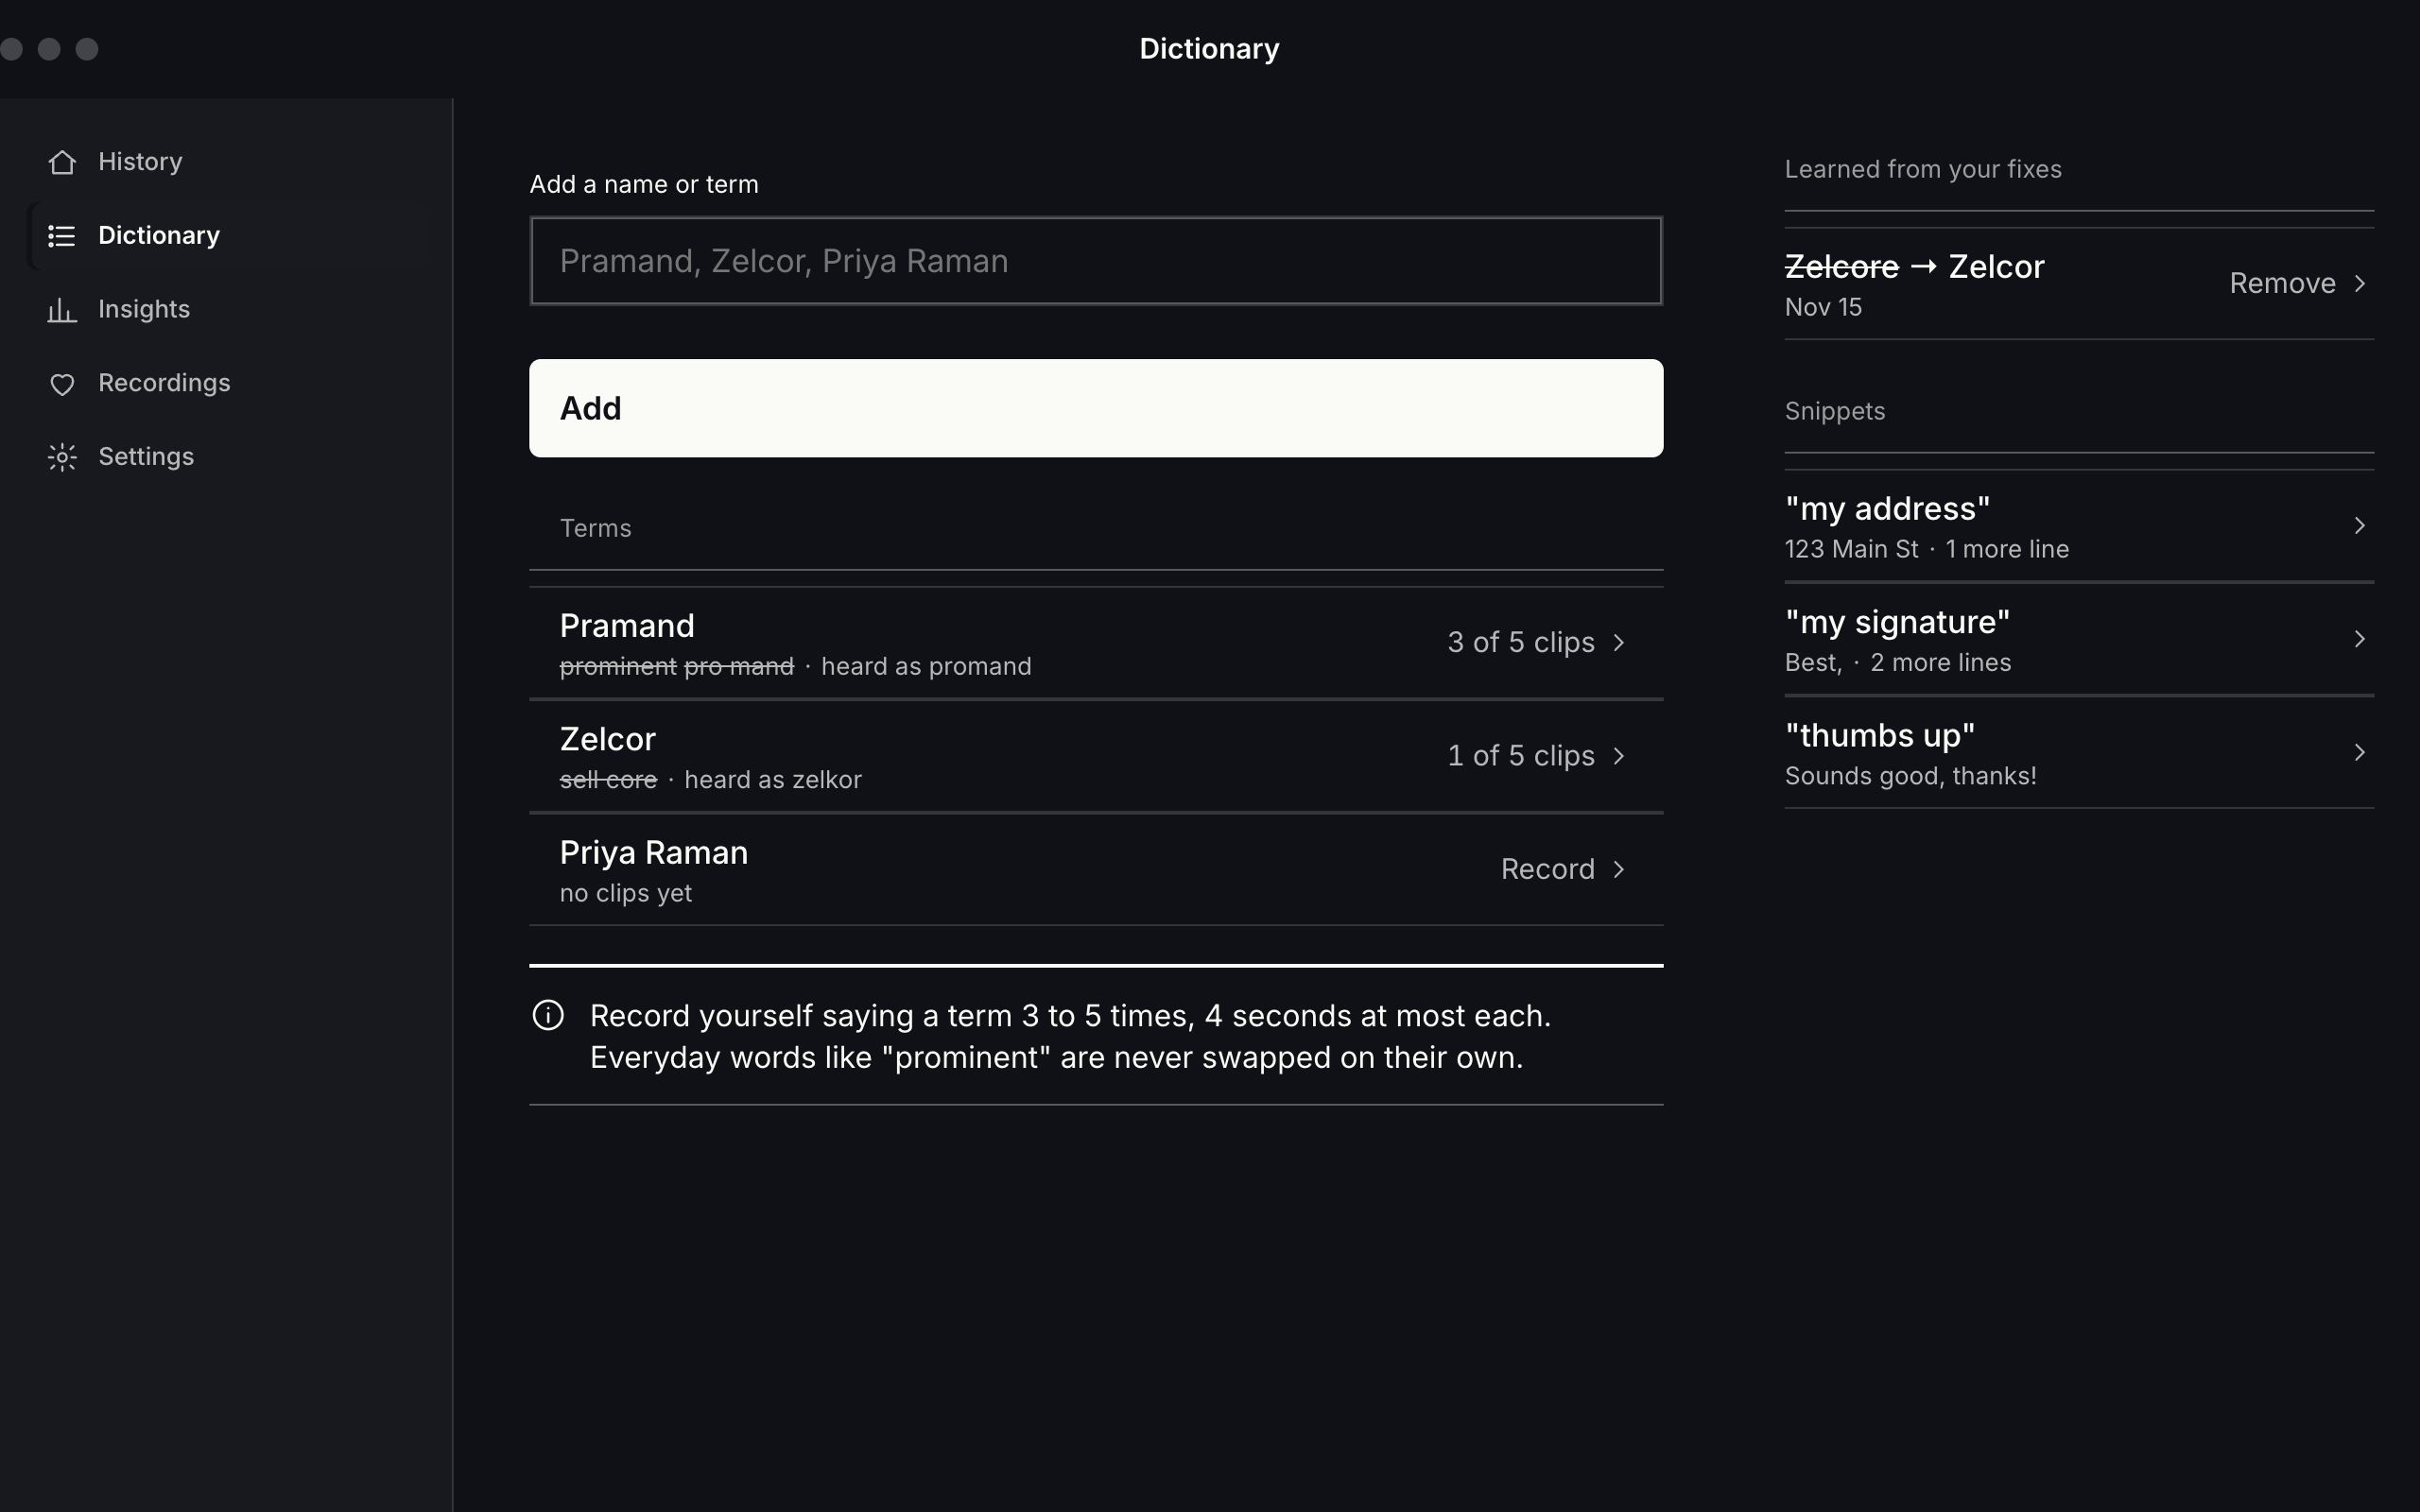 Dictionary
History
Dictionary
Insights
Recordings
Settings
Add a name or term
Pramand, Zelcor, Priya Raman
Add
Terms
Pramand
prominent pro mand · heard as promand
3 of 5 clips
Zelcor
sell core · heard as zelkor
1 of 5 clips
Priya Raman
no clips yet
Record
Record yourself saying a term 3 to 5 times, 4 seconds at most each.
Everyday words like "prominent" are never swapped on their own.
Learned from your fixes
Zelcore → Zelcor
Nov 15
Remove
Snippets
"my address"
123 Main St · 1 more line
"my signature"
Best, · 2 more lines
"thumbs up"
Sounds good, thanks!